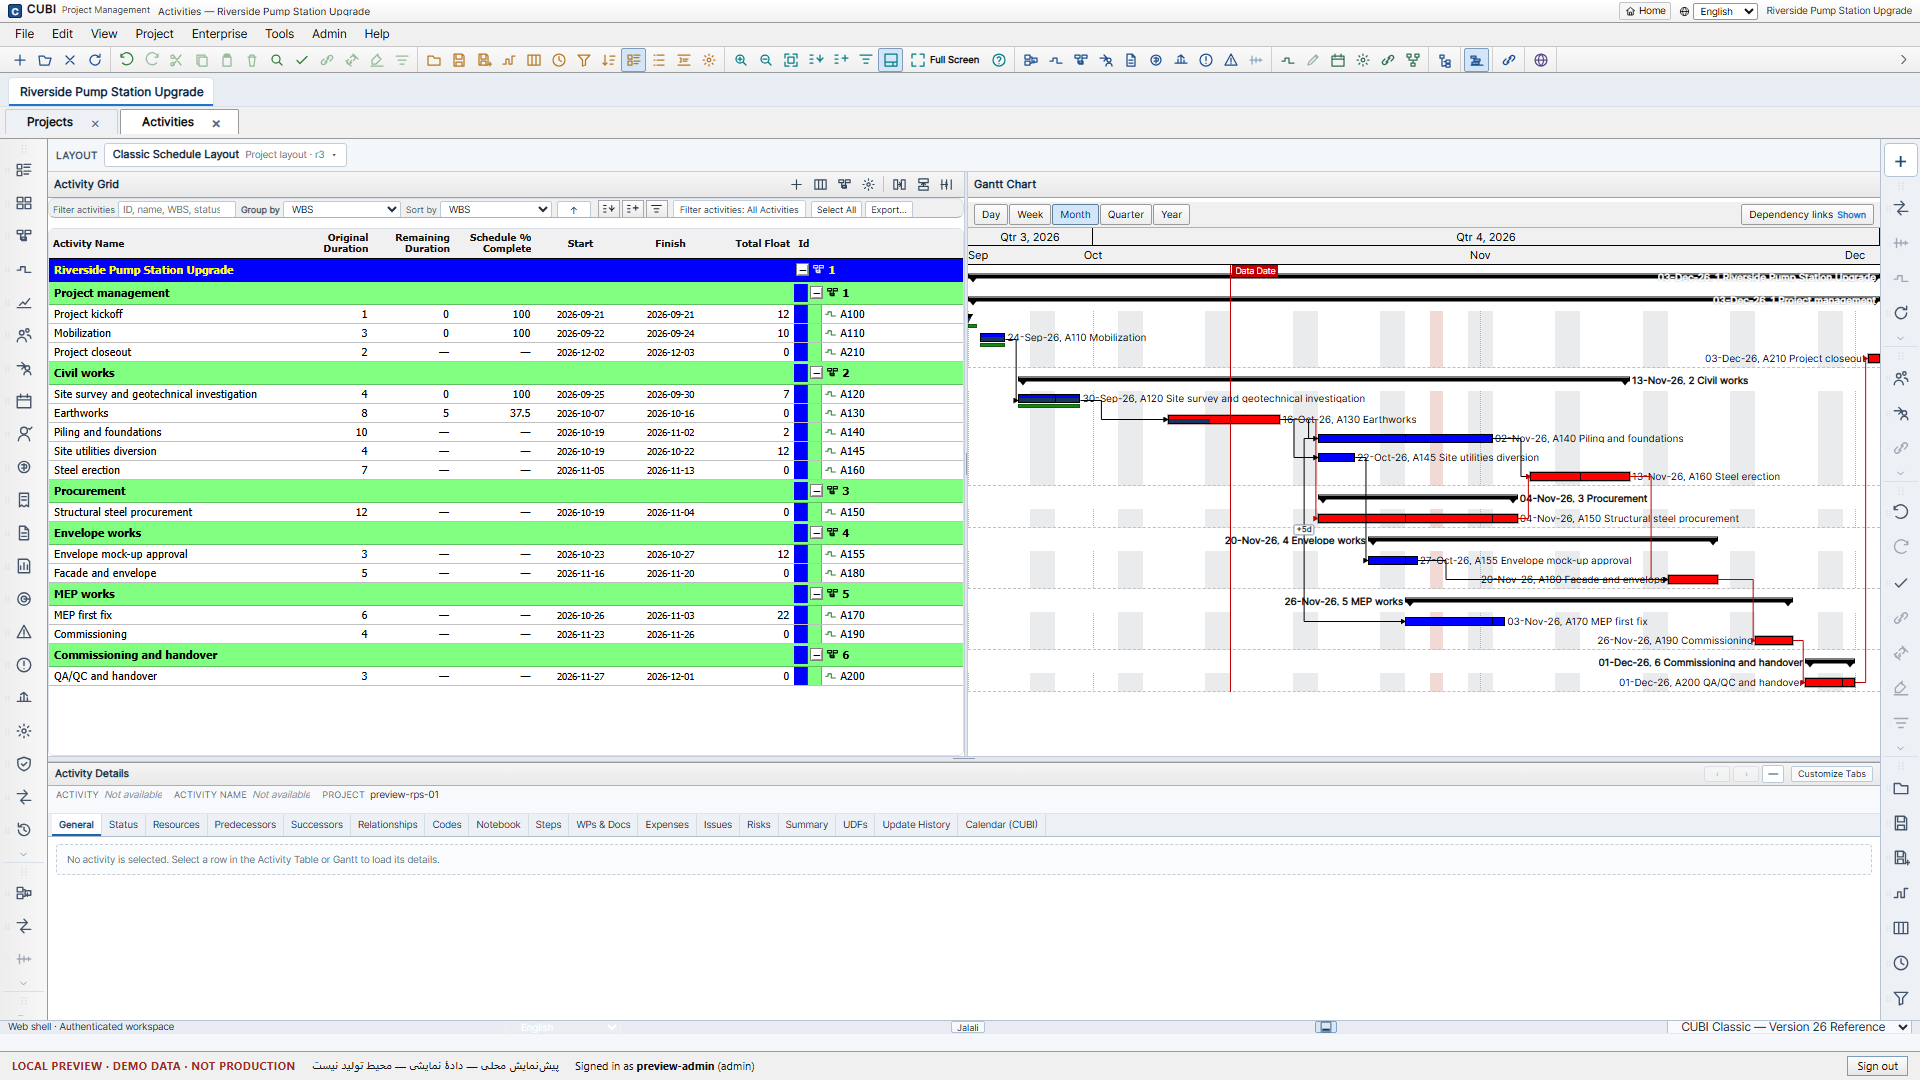 CUBI Project Management Activities — Riverside Pump Station Upgrade Home English Riverside Pump Station Upgrade
File Edit View Project Enterprise Tools Admin Help
Full Screen
Riverside Pump Station Upgrade
Projects Activities
LAYOUT Classic Schedule Layout Project layout · r3
Activity Grid
Filter activities ID, name, WBS, status Group by WBS Sort by WBS Filter activities: All Activities Select All Export...
Activity Name Original Duration Remaining Duration Schedule % Complete Start Finish Total Float Id
Riverside Pump Station Upgrade 1
Project management 1
Project kickoff 1 0 100 2026-09-21 2026-09-21 12 A100
Mobilization 3 0 100 2026-09-22 2026-09-24 10 A110
Project closeout 2 — — 2026-12-02 2026-12-03 0 A210
Civil works 2
Site survey and geotechnical investigation 4 0 100 2026-09-25 2026-09-30 7 A120
Earthworks 8 5 37.5 2026-10-07 2026-10-16 0 A130
Piling and foundations 10 — — 2026-10-19 2026-11-02 2 A140
Site utilities diversion 4 — — 2026-10-19 2026-10-22 12 A145
Steel erection 7 — — 2026-11-05 2026-11-13 0 A160
Procurement 3
Structural steel procurement 12 — — 2026-10-19 2026-11-04 0 A150
Envelope works 4
Envelope mock-up approval 3 — — 2026-10-23 2026-10-27 12 A155
Facade and envelope 5 — — 2026-11-16 2026-11-20 0 A180
MEP works 5
MEP first fix 6 — — 2026-10-26 2026-11-03 22 A170
Commissioning 4 — — 2026-11-23 2026-11-26 0 A190
Commissioning and handover 6
QA/QC and handover 3 — — 2026-11-27 2026-12-01 0 A200
Gantt Chart
Day Week Month Quarter Year Dependency links Shown
Qtr 3, 2026 Qtr 4, 2026
Sep Oct Nov Dec
Data Date
03-Dec-26, 1 Riverside Pump Station Upgrade
03-Dec-26, 1 Project management
24-Sep-26, A110 Mobilization
03-Dec-26, A210 Project closeout
13-Nov-26, 2 Civil works
30-Sep-26, A120 Site survey and geotechnical investigation
16-Oct-26, A130 Earthworks
02-Nov-26, A140 Piling and foundations
22-Oct-26, A145 Site utilities diversion
13-Nov-26, A160 Steel erection
04-Nov-26, 3 Procurement
04-Nov-26, A150 Structural steel procurement
+5d
20-Nov-26, 4 Envelope works
27-Oct-26, A155 Envelope mock-up approval
20-Nov-26, A180 Facade and envelope
26-Nov-26, 5 MEP works
03-Nov-26, A170 MEP first fix
26-Nov-26, A190 Commissioning
01-Dec-26, 6 Commissioning and handover
01-Dec-26, A200 QA/QC and handover
Activity Details Customize Tabs
ACTIVITY Not available ACTIVITY NAME Not available PROJECT preview-rps-01
General Status Resources Predecessors Successors Relationships Codes Notebook Steps WPs & Docs Expenses Issues Risks Summary UDFs Update History Calendar (CUBI)
No activity is selected. Select a row in the Activity Table or Gantt to load its details.
Web shell · Authenticated workspace English Jalali CUBI Classic — Version 26 Reference
LOCAL PREVIEW · DEMO DATA · NOT PRODUCTION پیش‌نمایش محلی — دادهٔ نمایشی — محیط تولید نیست Signed in as preview-admin (admin) Sign out